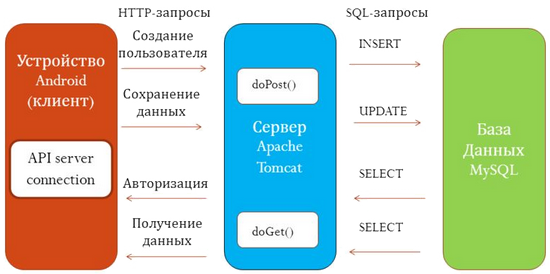 HTTP-запросы
SQL-запросы
Устройство
Android
(клиент)
API server
connection
Создание
пользователя
Сохранение
данных
Авторизация
Получение
данных
doPost()
Сервер
Apache
Tomcat
doGet()
INSERT
UPDATE
SELECT
SELECT
База
Данных
MySQL